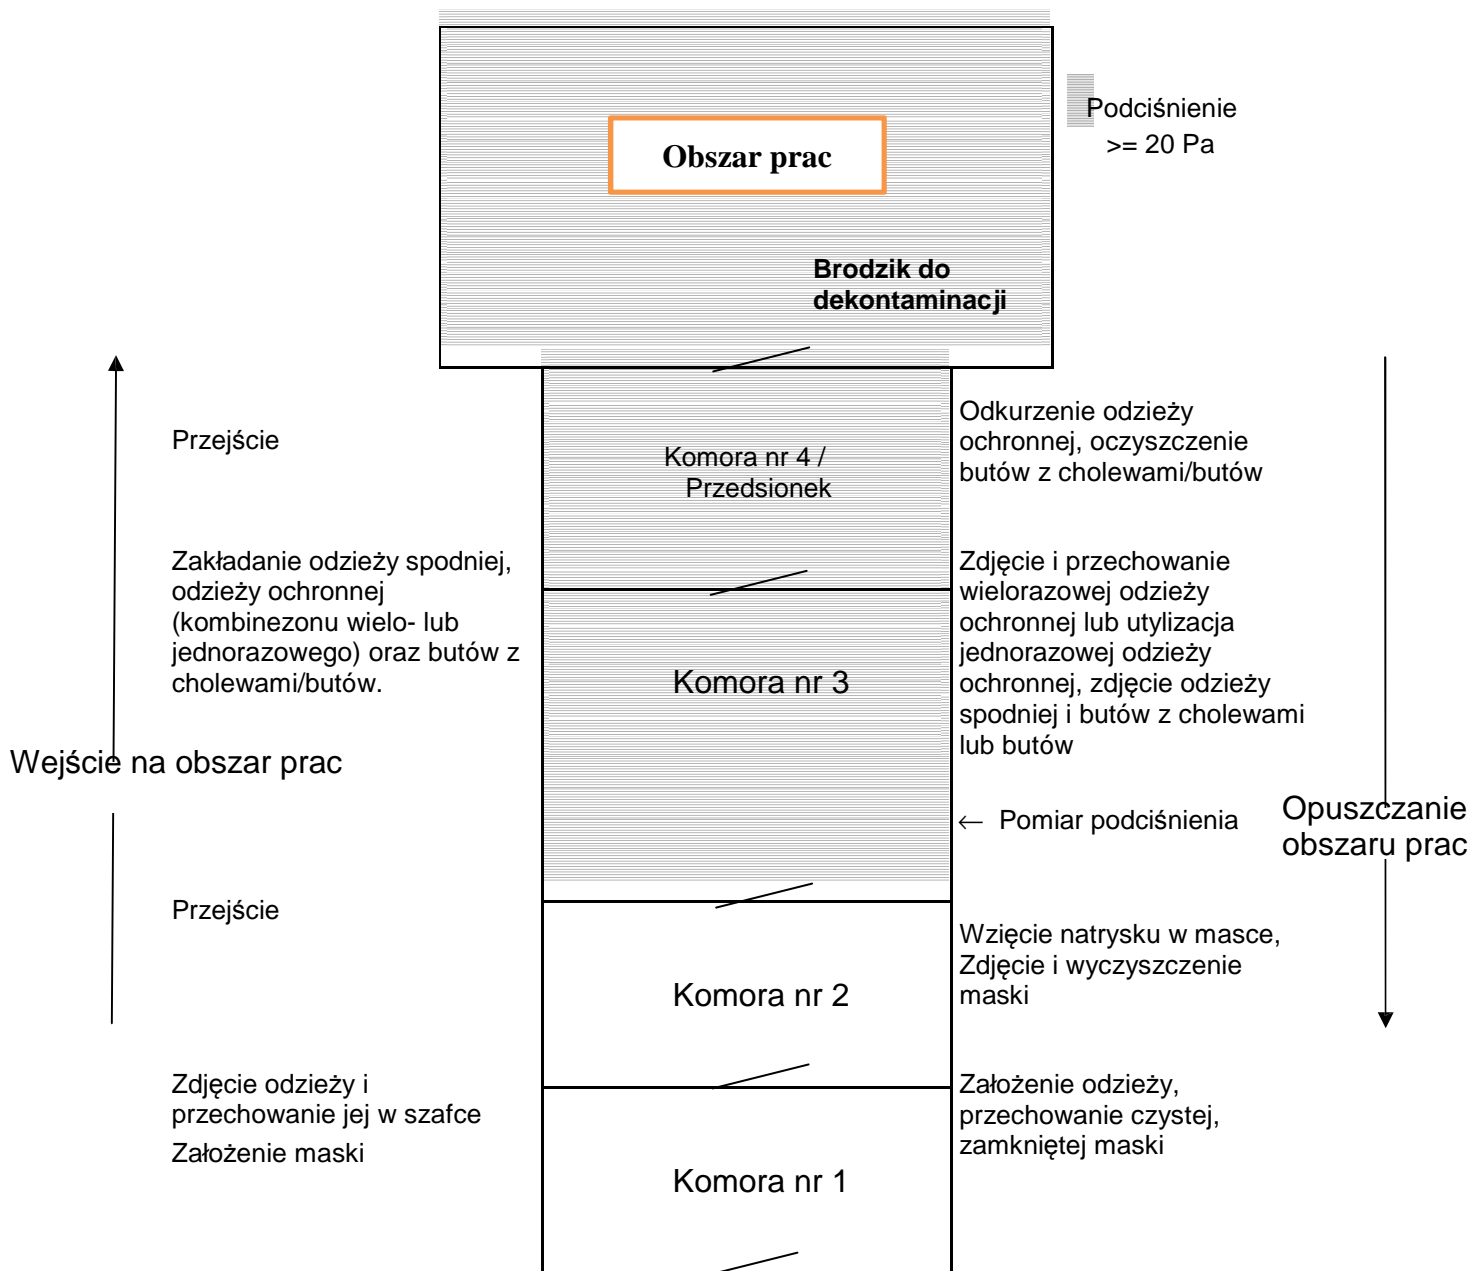 Podciśnienie
>= 20 Pa
Obszar prac
Brodzik do
dekontaminacji
Przejście
Komora nr 4 /
Przedsionek
Odkurzenie odzieży
ochronnej, oczyszczenie
butów z cholewami/butów
Zakładanie odzieży spodniej,
odzieży ochronnej
(kombinezonu wielo- lub
jednorazowego) oraz butów z
cholewami/butów.
Komora nr 3
Zdjęcie i przechowanie
wielorazowej odzieży
ochronnej lub utylizacja
jednorazowej odzieży
ochronnej, zdjęcie odzieży
spodniej i butów z cholewami
lub butów
Wejście na obszar prac
← Pomiar podciśnienia
Opuszczanie
obszaru prac
Przejście
Komora nr 2
Wzięcie natrysku w masce,
Zdjęcie i wyczyszczenie
maski
Zdjęcie odzieży i
przechowanie jej w szafce
Założenie maski
Komora nr 1
Założenie odzieży,
przechowanie czystej,
zamkniętej maski